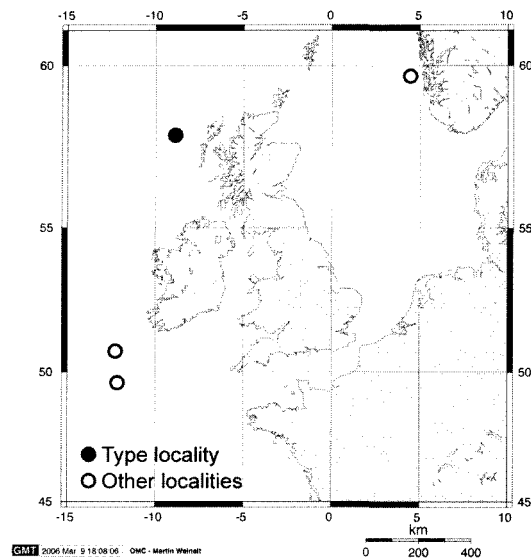 -15 -10 -5 0 5 10
60 60
55 55
50 50
Type locality
Other localities
45 45
-15 -10 -5 0 5 10
km
0 200 400
GMT 2006 Mar 9 18:08:06 OMC - Martin Weinelt